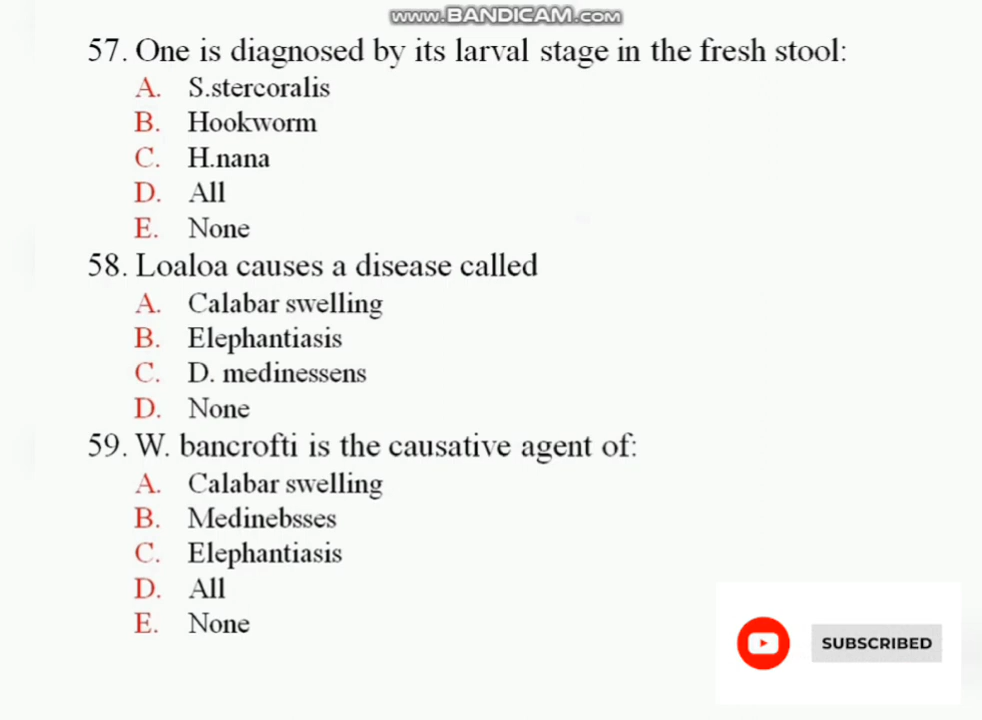 www.BANDICAM.com
57. One is diagnosed by its larval stage in the fresh stool:
A. S.stercoralis
B. Hookworm
C. H.nana
D. All
E. None
58. Loaloa causes a disease called
A. Calabar swelling
B. Elephantiasis
C. D. medinessens
D. None
59. W. bancrofti is the causative agent of:
A. Calabar swelling
B. Medinebsses
C. Elephantiasis
D. All
E. None
SUBSCRIBED